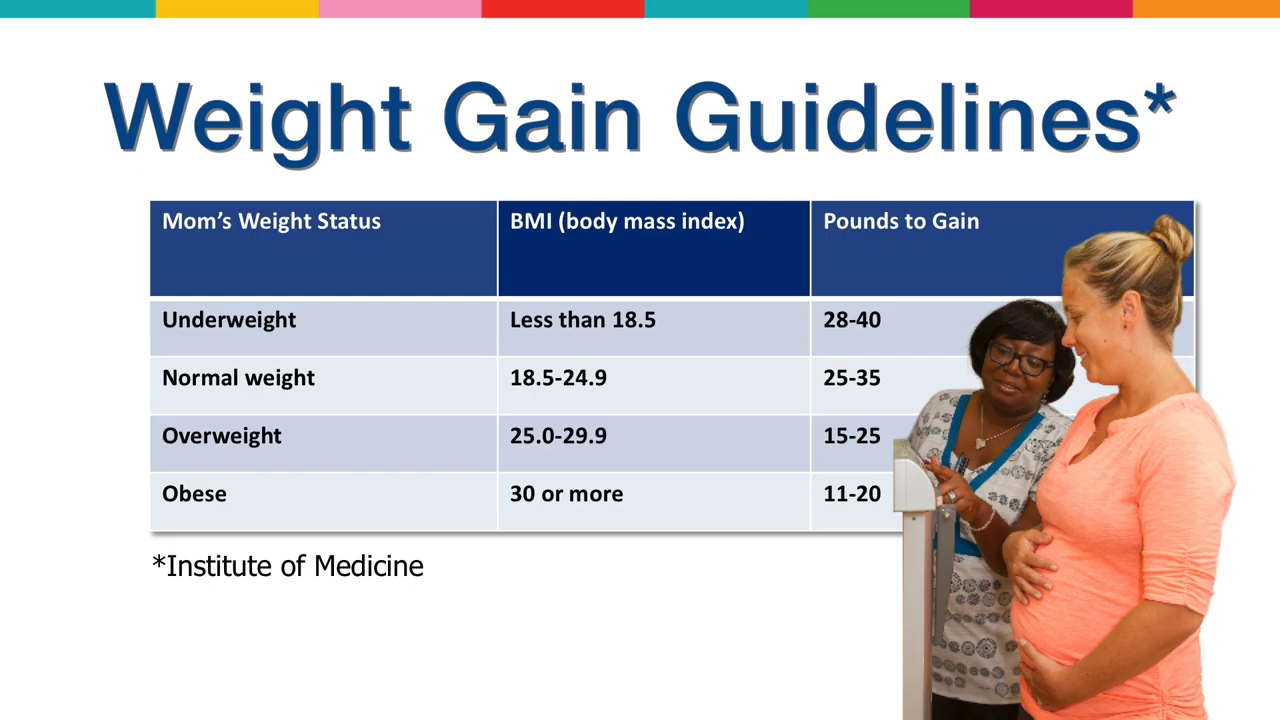 Weight Gain Guidelines*
Mom’s Weight Status BMI (body mass index) Pounds to Gain
Underweight Less than 18.5 28-40
Normal weight 18.5-24.9 25-35
Overweight 25.0-29.9 15-25
Obese 30 or more 11-20
*Institute of Medicine